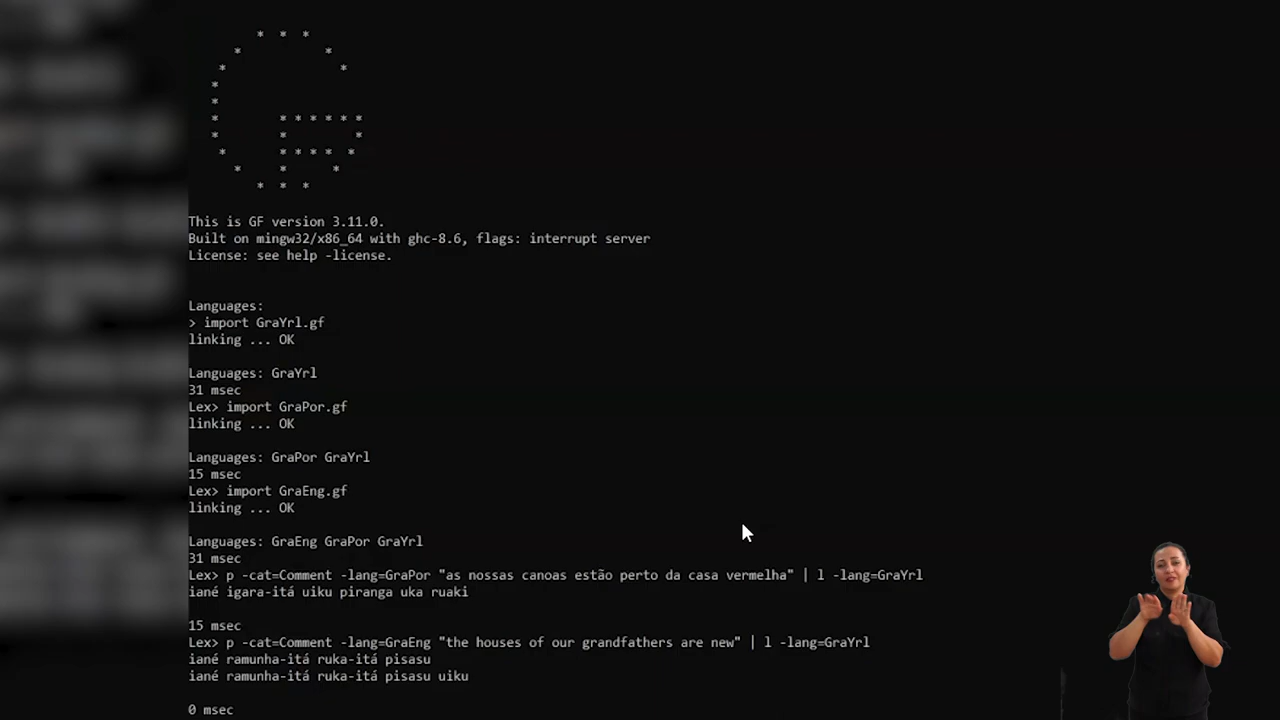 This is GF version 3.11.0.
Built on mingw32/x86_64 with ghc-8.6, flags: interrupt server
License: see help -license.
Languages:
> import GraYrl.gf
linking ... OK
Languages: GraYrl
31 msec
Lex> import GraPor.gf
linking ... OK
Languages: GraPor GraYrl
15 msec
Lex> import GraEng.gf
linking ... OK
Languages: GraEng GraPor GraYrl
31 msec
Lex> p -cat=Comment -lang=GraPor "as nossas canoas estão perto da casa vermelha" | l -lang=GraYrl
iané igara-itá uiku piranga uka ruaki
15 msec
Lex> p -cat=Comment -lang=GraEng "the houses of our grandfathers are new" | l -lang=GraYrl
iané ramunha-itá ruka-itá pisasu
iané ramunha-itá ruka-itá pisasu uiku
0 msec